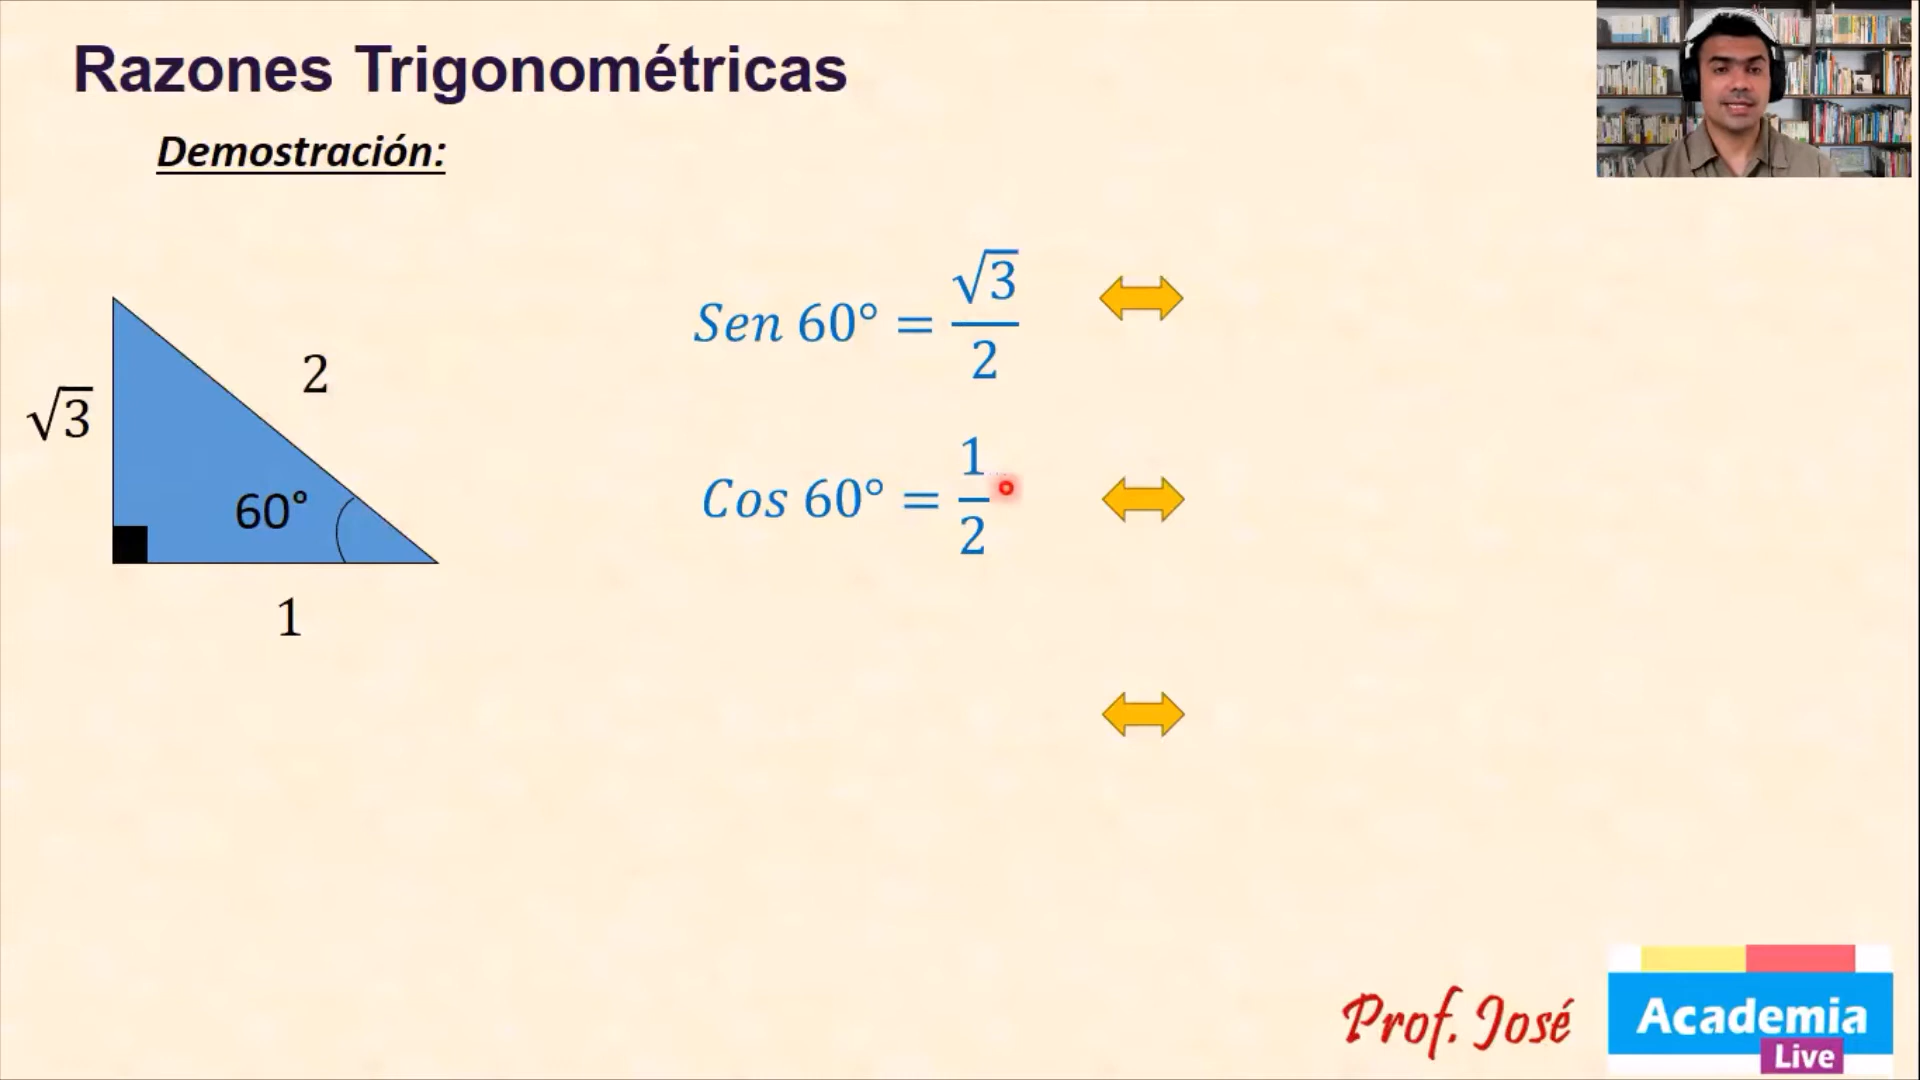 Razones Trigonométricas
Demostración:
√3
2
60°
1
Sen 60° = √3/2
Cos 60° = 1/2
Prof. José
Academia
Live